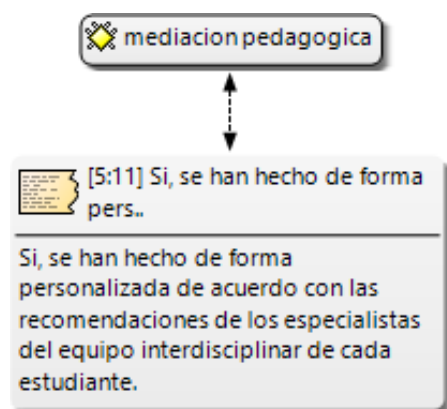 mediacion pedagogica
[5:11] Si, se han hecho de forma
pers..
Si, se han hecho de forma
personalizada de acuerdo con las
recomendaciones de los especialistas
del equipo interdisciplinar de cada
estudiante.